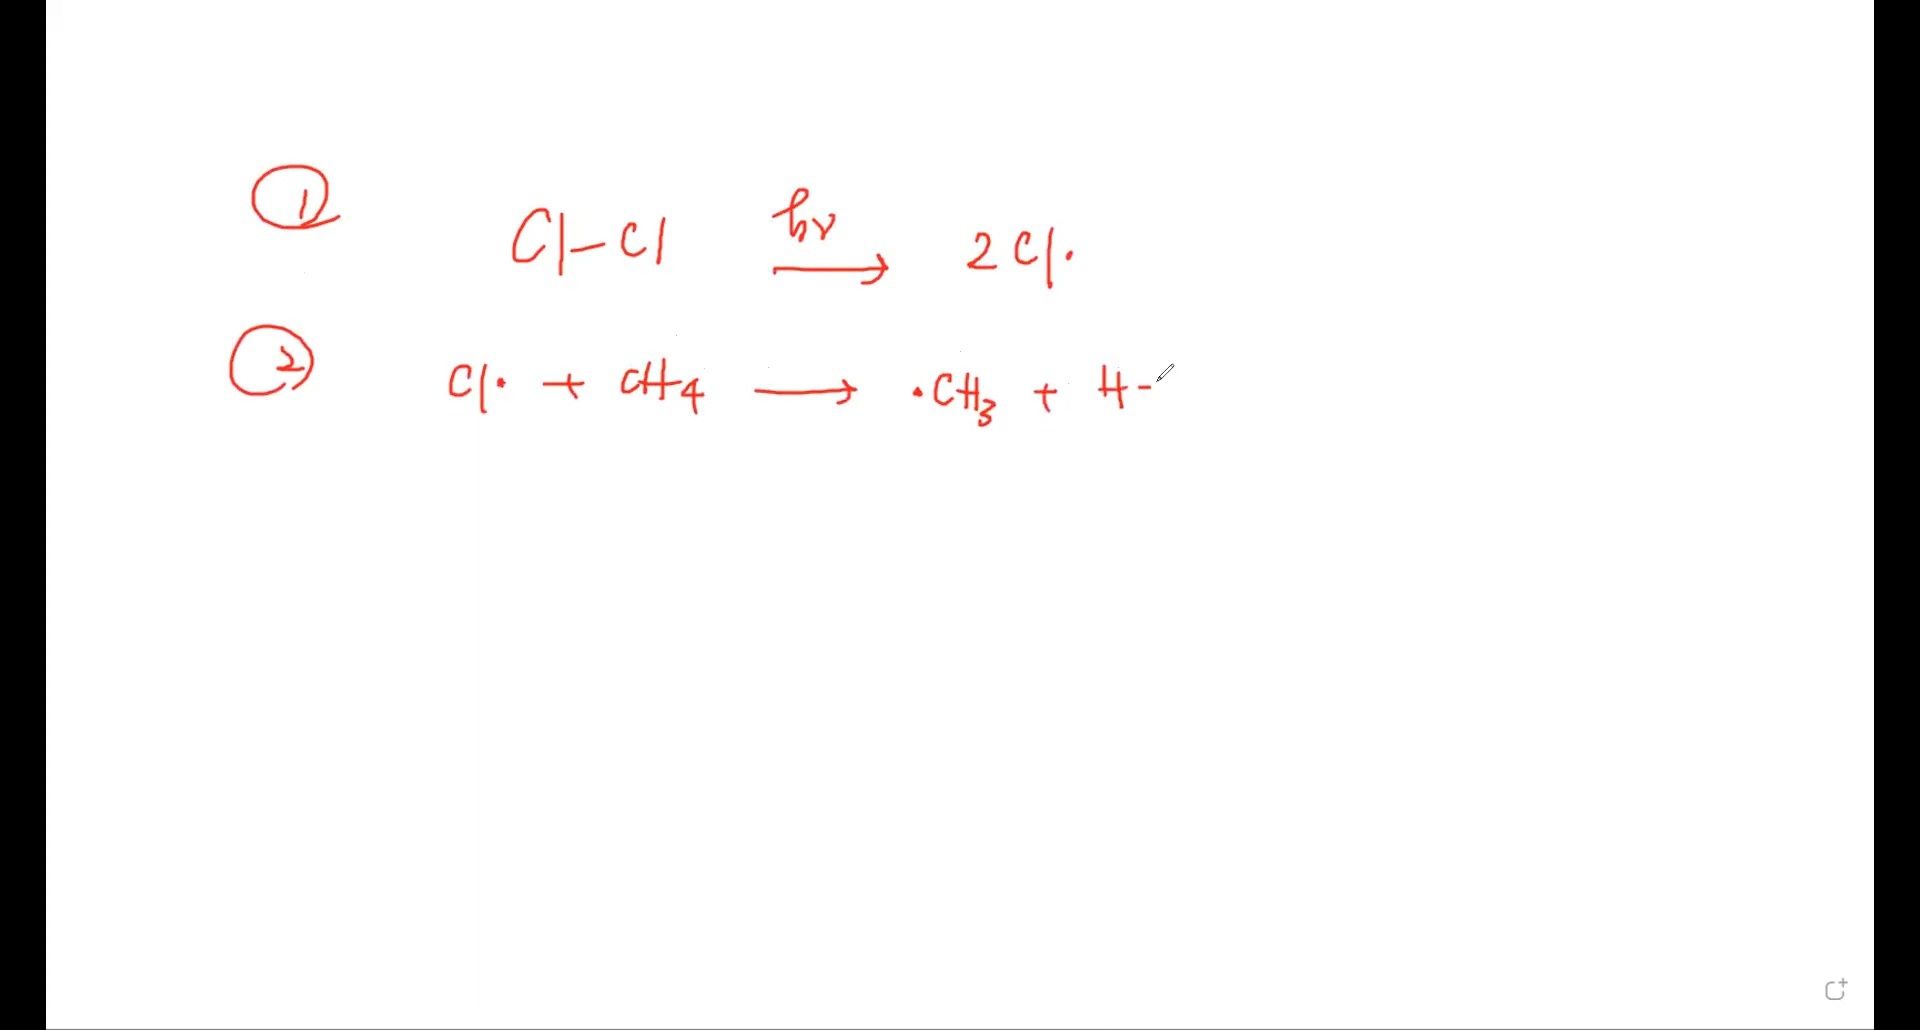 ① Cl-Cl hν → 2Cl·
② Cl· + CH₄ → ·CH₃ + H-